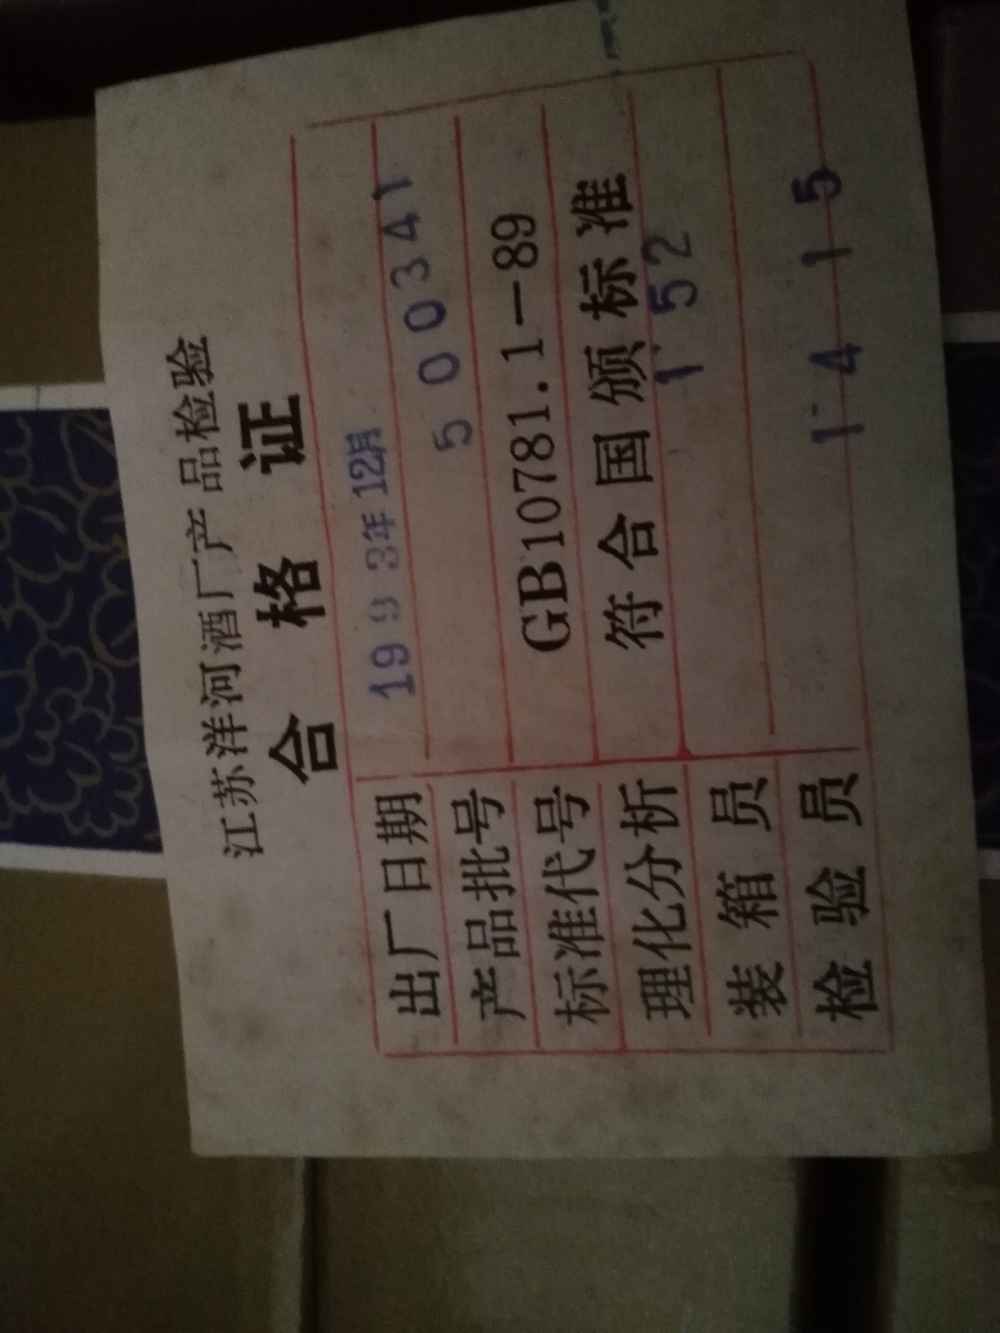 江苏洋河酒厂产品检验
合格证
出厂日期 1993年12月
产品批号 500341
标准代号 GB10781.1-89
理化分析 符合国颁标准
装箱员 152
检验员 1415